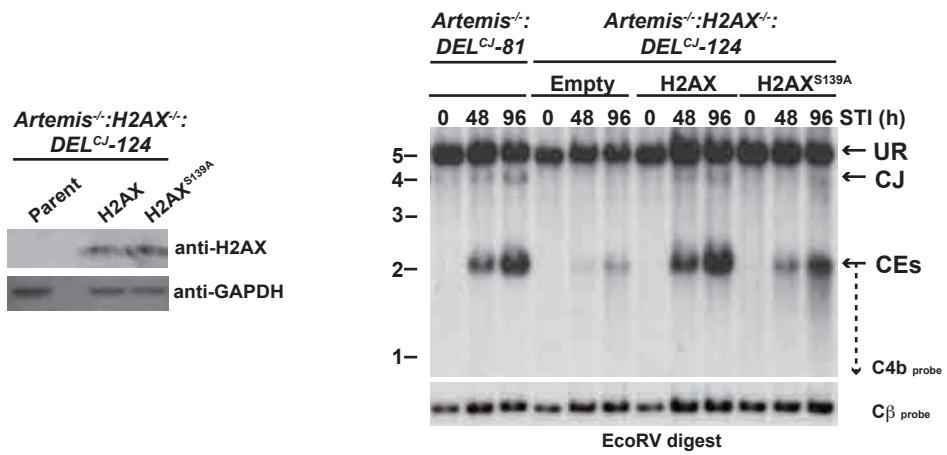 Artemis-/-:H2AX-/-:
DELCJ-124
Parent
H2AX
H2AXS139A
anti-H2AX
anti-GAPDH
Artemis-/-:
DELCJ-81
Artemis-/-:H2AX-/-:
DELCJ-124
Empty H2AX H2AXS139A
0 48 96 0 48 96 0 48 96 0 48 96 STI (h)
5 UR
4 CJ
3
2 CEs
1
C4b probe
Cβ probe
EcoRV digest